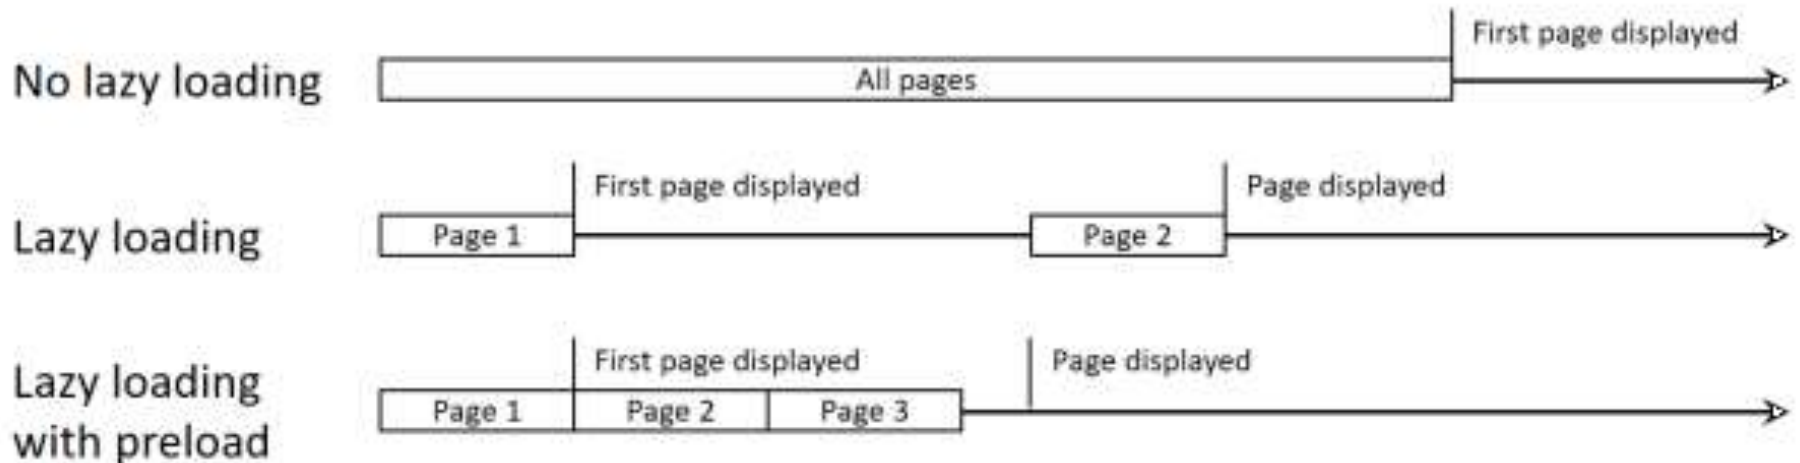 First page displayed
No lazy loading
All pages
First page displayed
Page displayed
Lazy loading
Page 1
Page 2
First page displayed
Page displayed
Lazy loading
with preload
Page 1
Page 2
Page 3